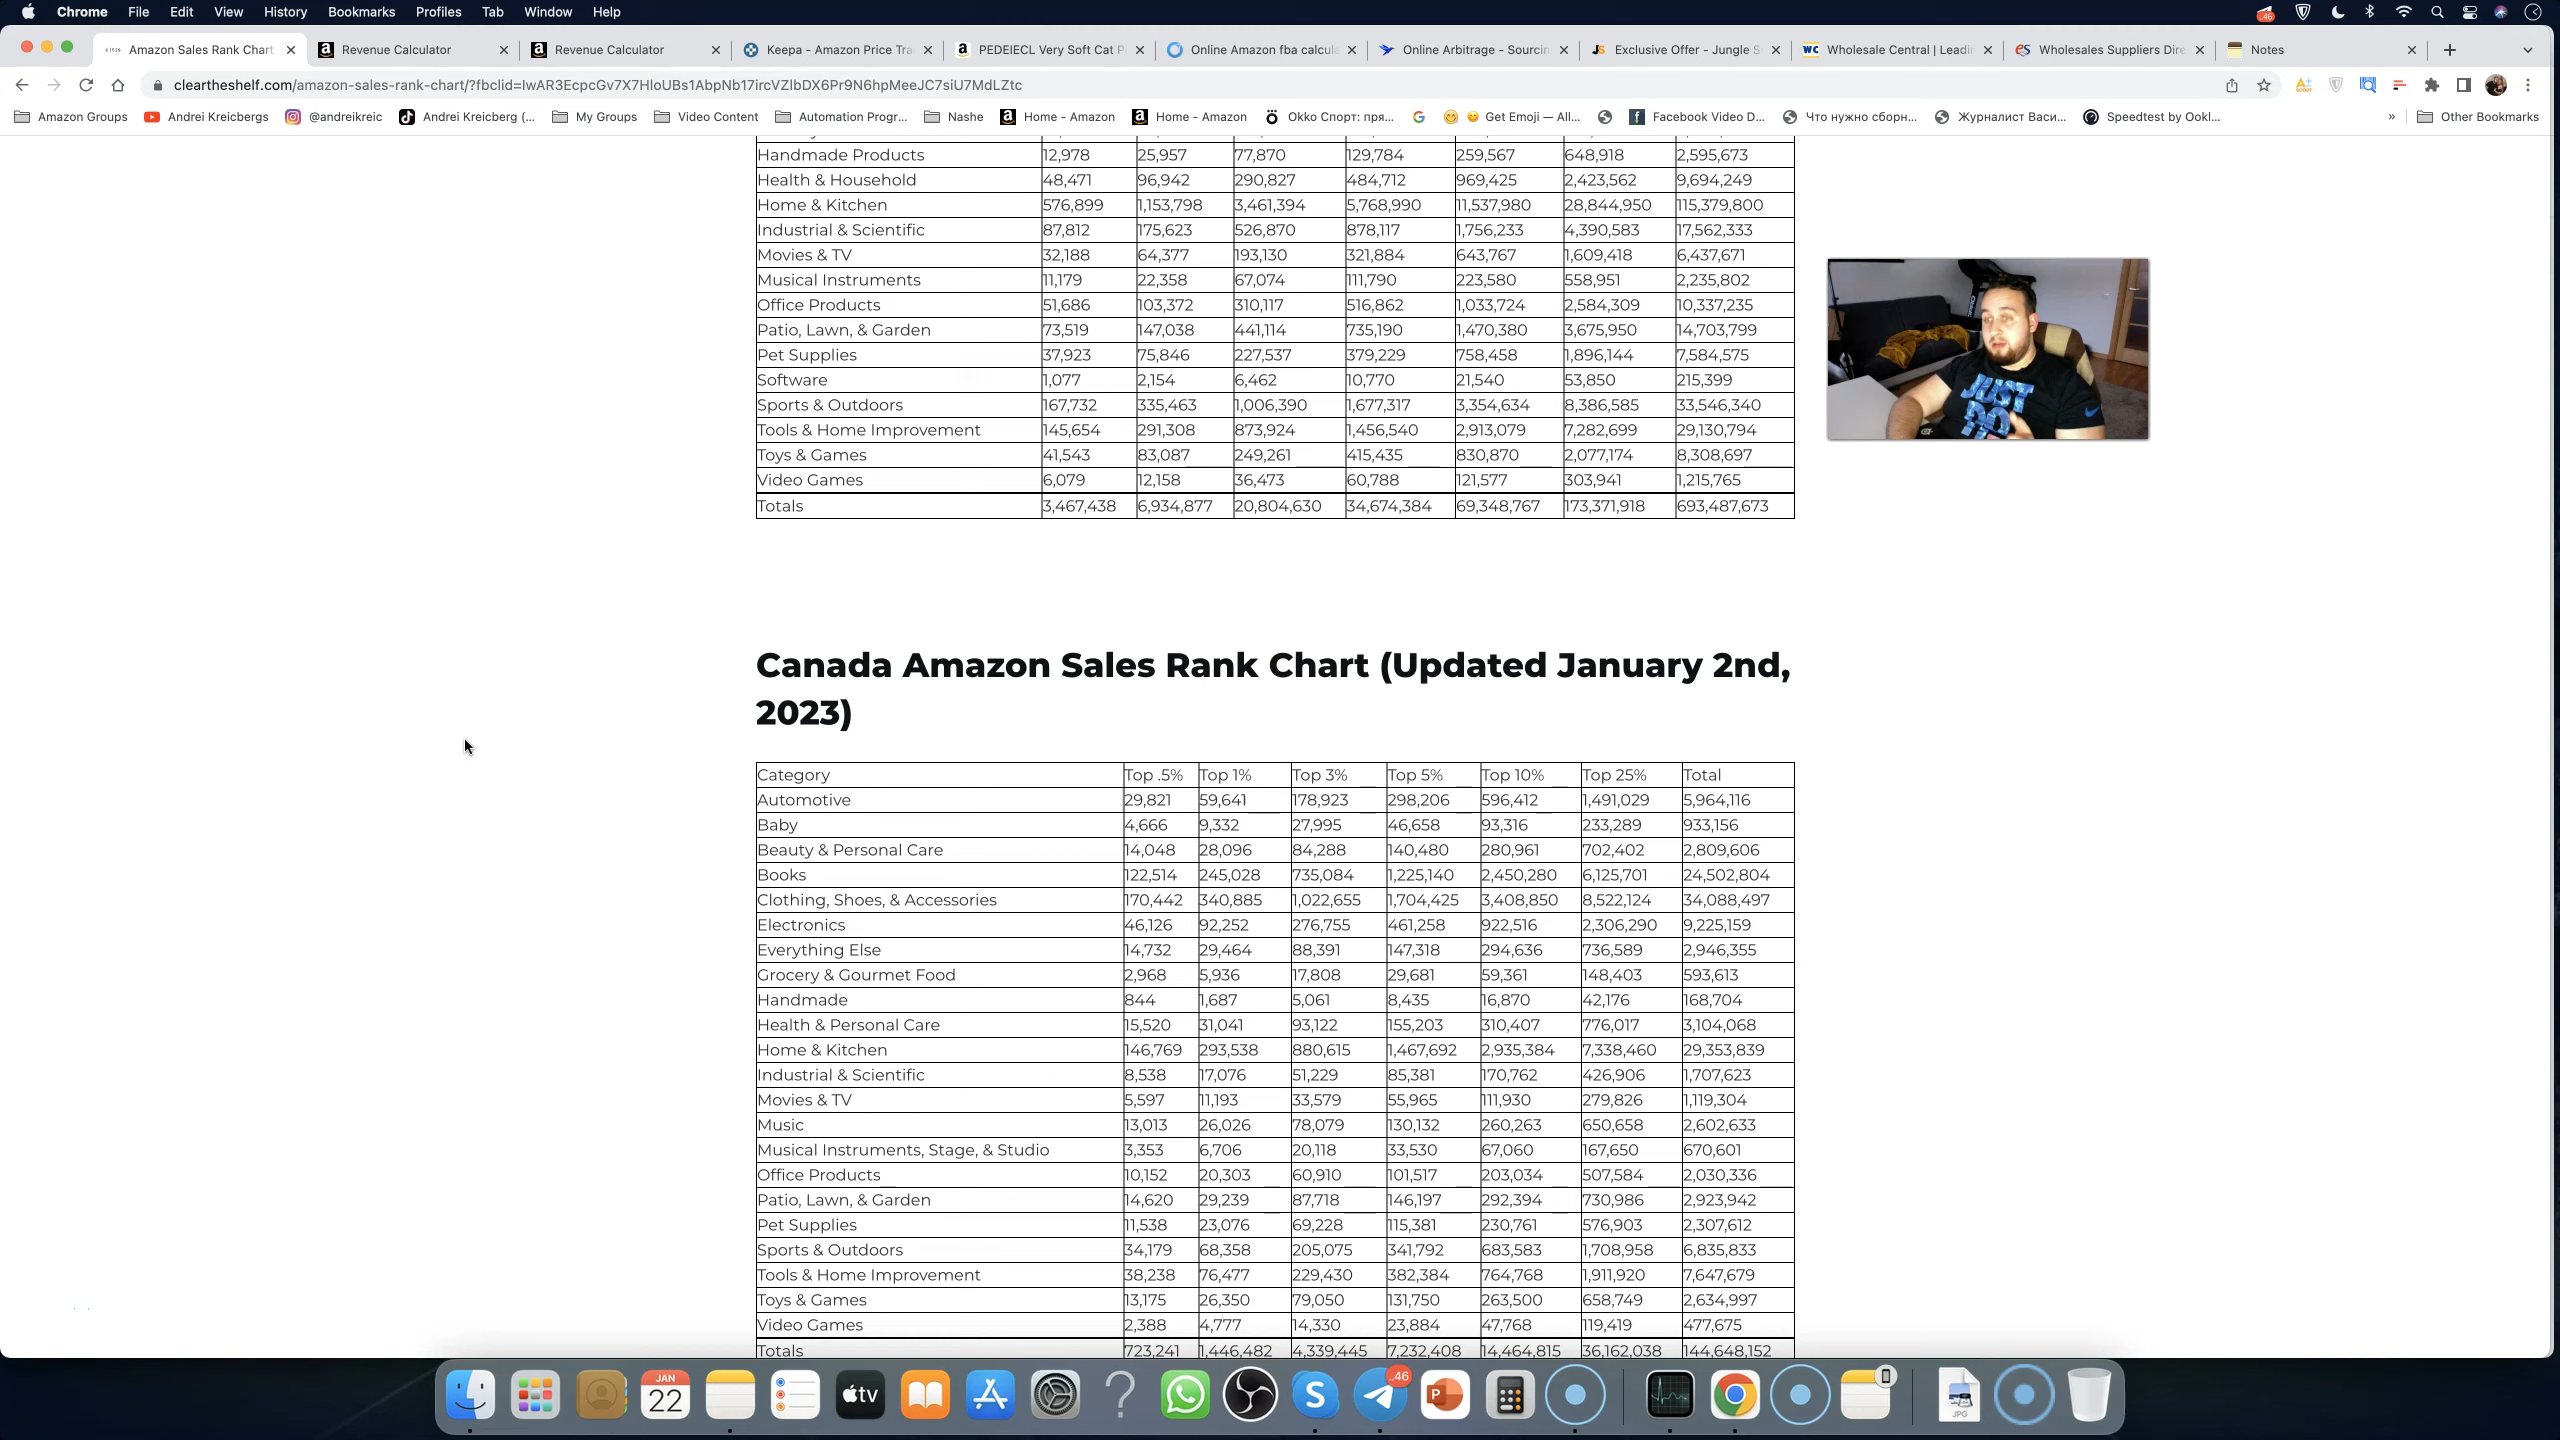 Chrome File Edit View History Bookmarks Profiles Tab Window Help
Amazon Sales Rank Chart Revenue Calculator Revenue Calculator Keepa - Amazon Price Tra PEDEIECL Very Soft Cat P Online Amazon fba calcula Online Arbitrage - Sourcin Exclusive Offer - Jungle S Wholesale Central | Leadi Wholesales Suppliers Dire Notes
cleartheshelf.com/amazon-sales-rank-chart/?fbclid=IwAR3EcpcGv7X7HloUBs1AbpNb17ircVZlbDX6Pr9N6hpMeeJC7siU7MdLZtc
Amazon Groups Andrei Kreicbergs @andreikreic Andrei Kreicberg (... My Groups Video Content Automation Progr... Nashe Home - Amazon Home - Amazon Okko Спорт: пря... Get Emoji — All... Facebook Video D... Что нужно сборн... Журналист Васи... Speedtest by Ookl... » Other Bookmarks
Handmade Products 12,978 25,957 77,870 129,784 259,567 648,918 2,595,673
Health & Household 48,471 96,942 290,827 484,712 969,425 2,423,562 9,694,249
Home & Kitchen 576,899 1,153,798 3,461,394 5,768,990 11,537,980 28,844,950 115,379,800
Industrial & Scientific 87,812 175,623 526,870 878,117 1,756,233 4,390,583 17,562,333
Movies & TV 32,188 64,377 193,130 321,884 643,767 1,609,418 6,437,671
Musical Instruments 11,179 22,358 67,074 111,790 223,580 558,951 2,235,802
Office Products 51,686 103,372 310,117 516,862 1,033,724 2,584,309 10,337,235
Patio, Lawn, & Garden 73,519 147,038 441,114 735,190 1,470,380 3,675,950 14,703,799
Pet Supplies 37,923 75,846 227,537 379,229 758,458 1,896,144 7,584,575
Software 1,077 2,154 6,462 10,770 21,540 53,850 215,399
Sports & Outdoors 167,732 335,463 1,006,390 1,677,317 3,354,634 8,386,585 33,546,340
Tools & Home Improvement 145,654 291,308 873,924 1,456,540 2,913,079 7,282,699 29,130,794
Toys & Games 41,543 83,087 249,261 415,435 830,870 2,077,174 8,308,697
Video Games 6,079 12,158 36,473 60,788 121,577 303,941 1,215,765
Totals 3,467,438 6,934,877 20,804,630 34,674,384 69,348,767 173,371,918 693,487,673
JUST
DO
Canada Amazon Sales Rank Chart (Updated January 2nd,
2023)
Category Top .5% Top 1% Top 3% Top 5% Top 10% Top 25% Total
Automotive 29,821 59,641 178,923 298,206 596,412 1,491,029 5,964,116
Baby 4,666 9,332 27,995 46,658 93,316 233,289 933,156
Beauty & Personal Care 14,048 28,096 84,288 140,480 280,961 702,402 2,809,606
Books 122,514 245,028 735,084 1,225,140 2,450,280 6,125,701 24,502,804
Clothing, Shoes, & Accessories 170,442 340,885 1,022,655 1,704,425 3,408,850 8,522,124 34,088,497
Electronics 46,126 92,252 276,755 461,258 922,516 2,306,290 9,225,159
Everything Else 14,732 29,464 88,391 147,318 294,636 736,589 2,946,355
Grocery & Gourmet Food 2,968 5,936 17,808 29,681 59,361 148,403 593,613
Handmade 844 1,687 5,061 8,435 16,870 42,176 168,704
Health & Personal Care 15,520 31,041 93,122 155,203 310,407 776,017 3,104,068
Home & Kitchen 146,769 293,538 880,615 1,467,692 2,935,384 7,338,460 29,353,839
Industrial & Scientific 8,538 17,076 51,229 85,381 170,762 426,906 1,707,623
Movies & TV 5,597 11,193 33,579 55,965 111,930 279,826 1,119,304
Music 13,013 26,026 78,079 130,132 260,263 650,658 2,602,633
Musical Instruments, Stage, & Studio 3,353 6,706 20,118 33,530 67,060 167,650 670,601
Office Products 10,152 20,303 60,910 101,517 203,034 507,584 2,030,336
Patio, Lawn, & Garden 14,620 29,239 87,718 146,197 292,394 730,986 2,923,942
Pet Supplies 11,538 23,076 69,228 115,381 230,761 576,903 2,307,612
Sports & Outdoors 34,179 68,358 205,075 341,792 683,583 1,708,958 6,835,833
Tools & Home Improvement 38,238 76,477 229,430 382,384 764,768 1,911,920 7,647,679
Toys & Games 13,175 26,350 79,050 131,750 263,500 658,749 2,634,997
Video Games 2,388 4,777 14,330 23,884 47,768 119,419 477,675
Totals 723,241 1,446,482 4,339,445 7,232,408 14,464,815 36,162,038 144,648,152
JAN
22
tv
..46
JPG